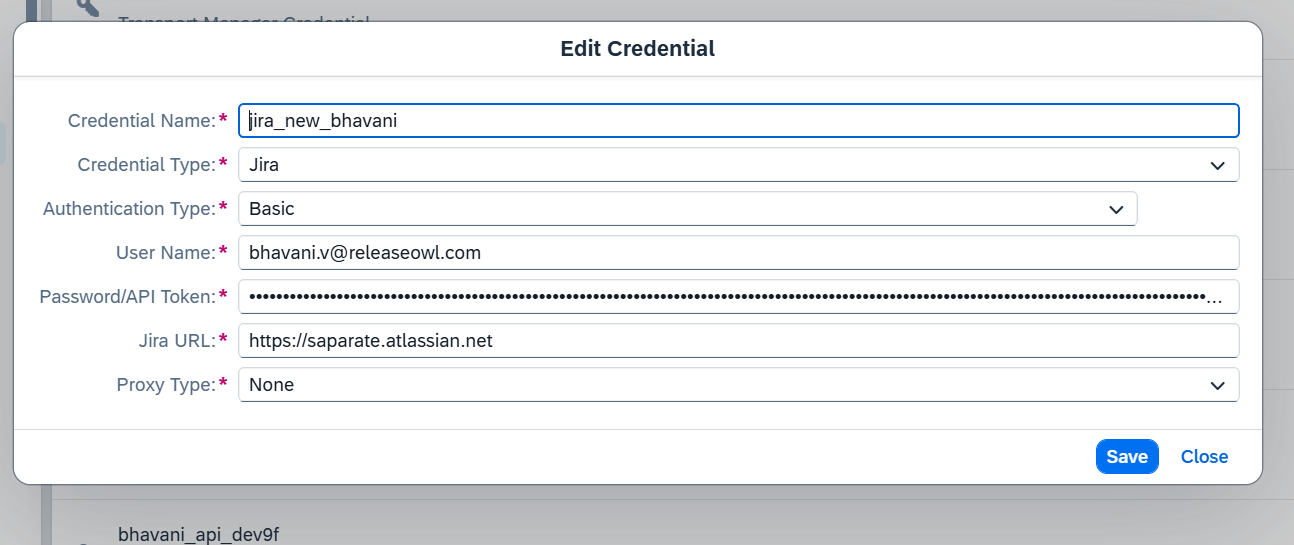 Transport Manager Credential
Edit Credential
Credential Name:* jira_new_bhavani
Credential Type:* Jira
Authentication Type:* Basic
User Name:* bhavani.v@releaseowl.com
Password/API Token:* ••••••••••••••••••••••••••••••••••••••••••••••••••••••••••••••••••••••••••••••••••••••••••••••••••••••••••••••••••••••••••••••••••••••••••••...
Jira URL:* https://saparate.atlassian.net
Proxy Type:* None
Save Close
bhavani_api_dev9f